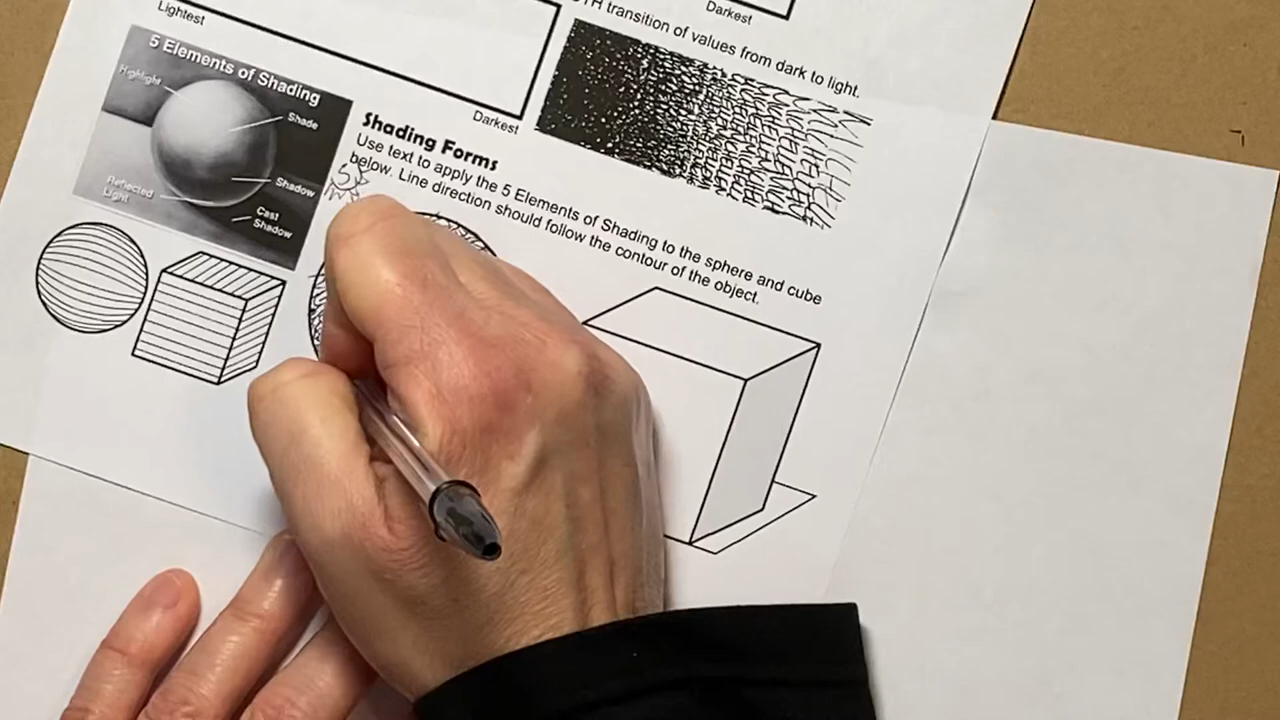 Lightest
Darkest
TH transition of values from dark to light.
Darkest
5 Elements of Shading
Highlight
Shade
Shadow
Reflected
Light
Cast
Shadow
Shading Forms
Use text to apply the 5 Elements of Shading to the sphere and cube
below. Line direction should follow the contour of the object.